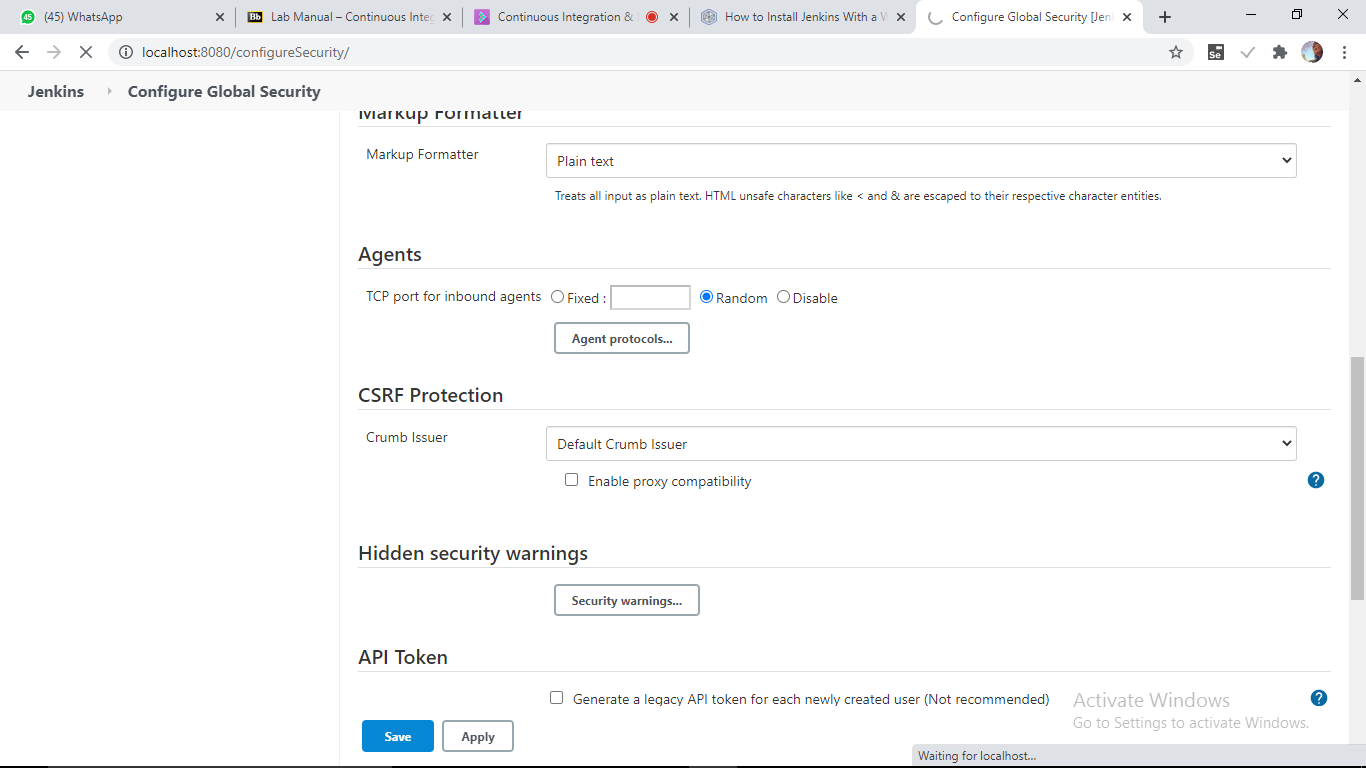 45 (45) WhatsApp
Bb Lab Manual – Continuous Integ
Continuous Integration &
How to Install Jenkins With a W
Configure Global Security [Jen
localhost:8080/configureSecurity/
Se
Jenkins Configure Global Security
Markup Formatter
Markup Formatter Plain text
Treats all input as plain text. HTML unsafe characters like < and & are escaped to their respective character entities.
Agents
TCP port for inbound agents Fixed : Random Disable
Agent protocols...
CSRF Protection
Crumb Issuer Default Crumb Issuer
Enable proxy compatibility ?
Hidden security warnings
Security warnings...
API Token
Generate a legacy API token for each newly created user (Not recommended) ?
Activate Windows
Go to Settings to activate Windows.
Save Apply
Waiting for localhost...